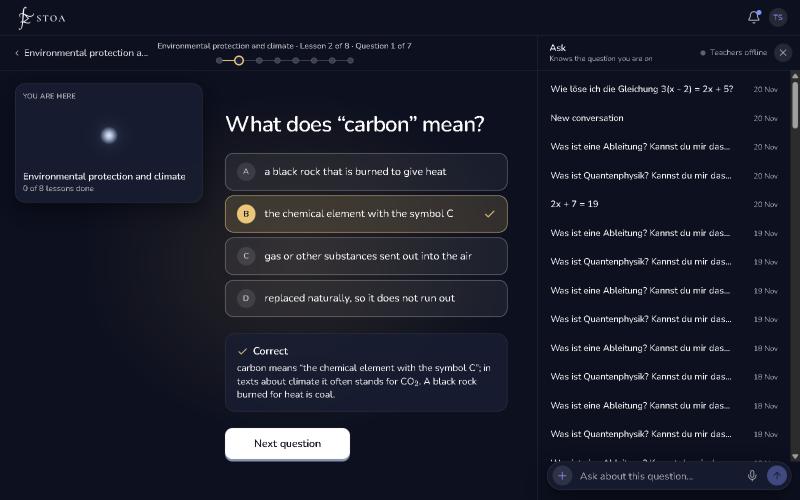 STOA
TS
Environmental protection a...
Environmental protection and climate · Lesson 2 of 8 · Question 1 of 7
Ask
Knows the question you are on
Teachers offline
YOU ARE HERE
Environmental protection and climate
0 of 8 lessons done
What does “carbon” mean?
A a black rock that is burned to give heat
B the chemical element with the symbol C
C gas or other substances sent out into the air
D replaced naturally, so it does not run out
Correct
carbon means “the chemical element with the symbol C”; in
texts about climate it often stands for CO₂. A black rock
burned for heat is coal.
Next question
Wie löse ich die Gleichung 3(x - 2) = 2x + 5? 20 Nov
New conversation 20 Nov
Was ist eine Ableitung? Kannst du mir das... 20 Nov
Was ist Quantenphysik? Kannst du mir das... 20 Nov
2x + 7 = 19 20 Nov
Was ist eine Ableitung? Kannst du mir das... 19 Nov
Was ist Quantenphysik? Kannst du mir das... 19 Nov
Was ist eine Ableitung? Kannst du mir das... 19 Nov
Was ist Quantenphysik? Kannst du mir das... 19 Nov
Was ist eine Ableitung? Kannst du mir das... 18 Nov
Was ist Quantenphysik? Kannst du mir das... 18 Nov
Was ist eine Ableitung? Kannst du mir das... 18 Nov
Was ist Quantenphysik? Kannst du mir das... 18 Nov
Ask about this question...